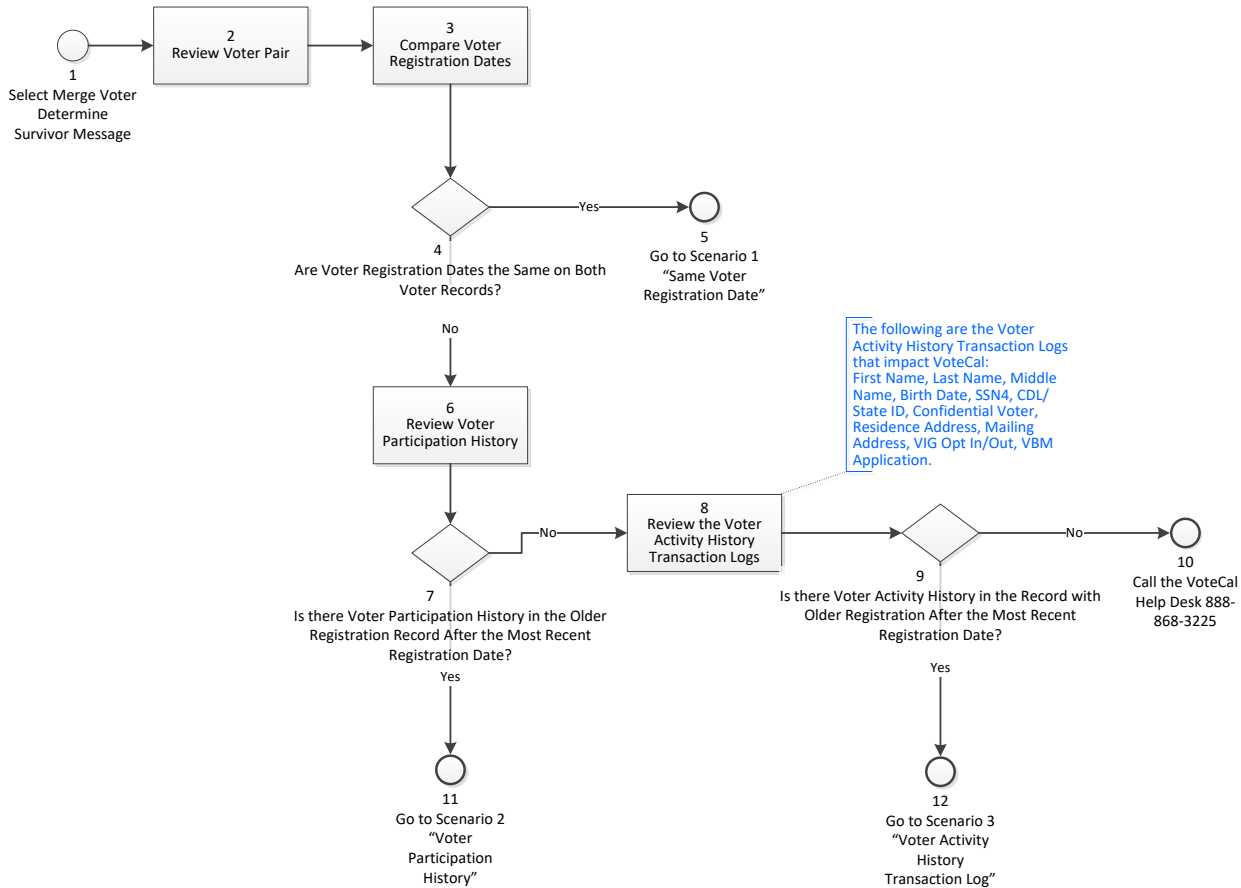 1
Select Merge Voter
Determine
Survivor Message
2
Review Voter Pair
3
Compare Voter
Registration Dates
4
Are Voter Registration Dates the Same on Both
Voter Records?
Yes
5
Go to Scenario 1
“Same Voter
Registration Date”
No
6
Review Voter
Participation History
7
Is there Voter Participation History in the Older
Registration Record After the Most Recent
Registration Date?
No
The following are the Voter
Activity History Transaction Logs
that impact VoteCal:
First Name, Last Name, Middle
Name, Birth Date, SSN4, CDL/
State ID, Confidential Voter,
Residence Address, Mailing
Address, VIG Opt In/Out, VBM
Application.
8
Review the Voter
Activity History
Transaction Logs
9
Is there Voter Activity History in the Record with
Older Registration After the Most Recent
Registration Date?
No
10
Call the VoteCal
Help Desk 888-
868-3225
Yes
11
Go to Scenario 2
“Voter
Participation
History”
Yes
12
Go to Scenario 3
“Voter Activity
History
Transaction Log”